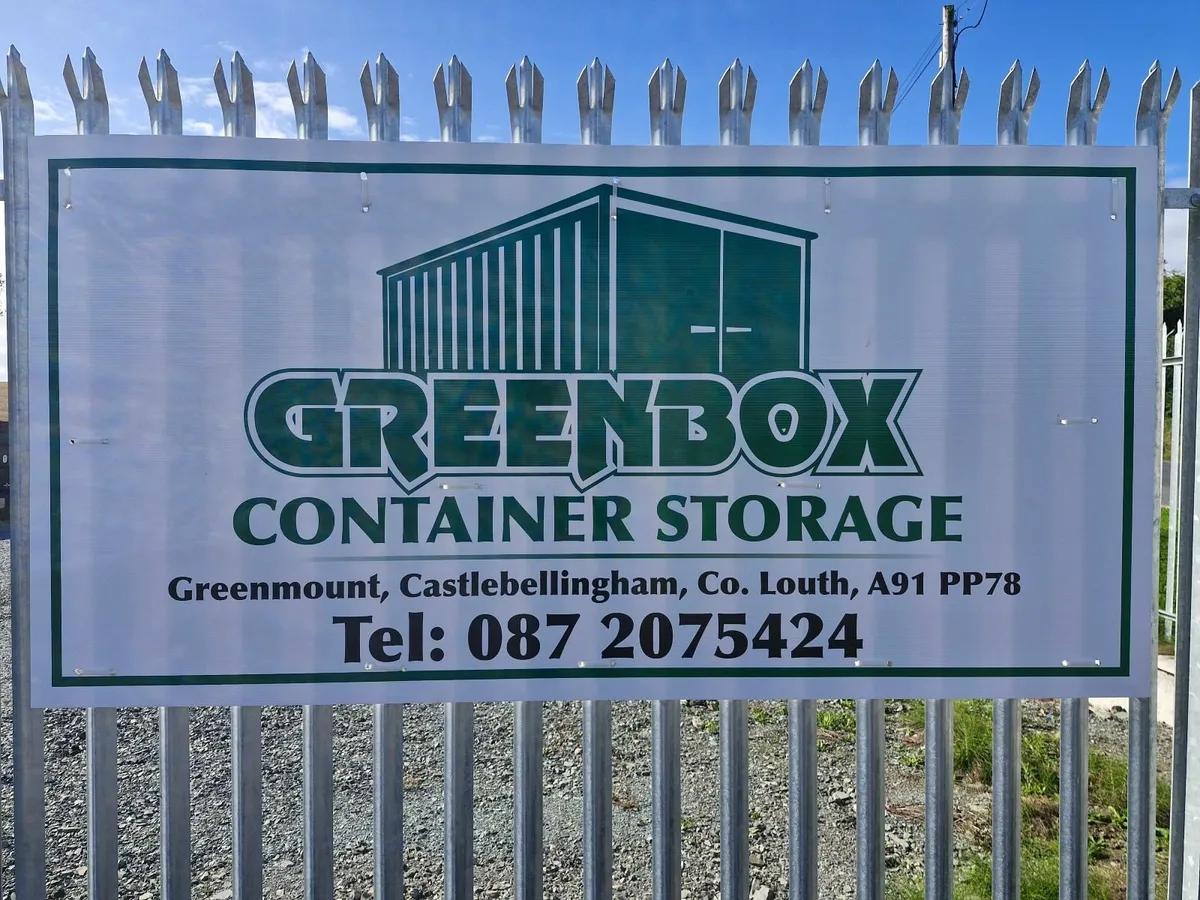 GREENBOX
CONTAINER STORAGE
Greenmount, Castlebellingham, Co. Louth, A91 PP78
Tel: 087 2075424